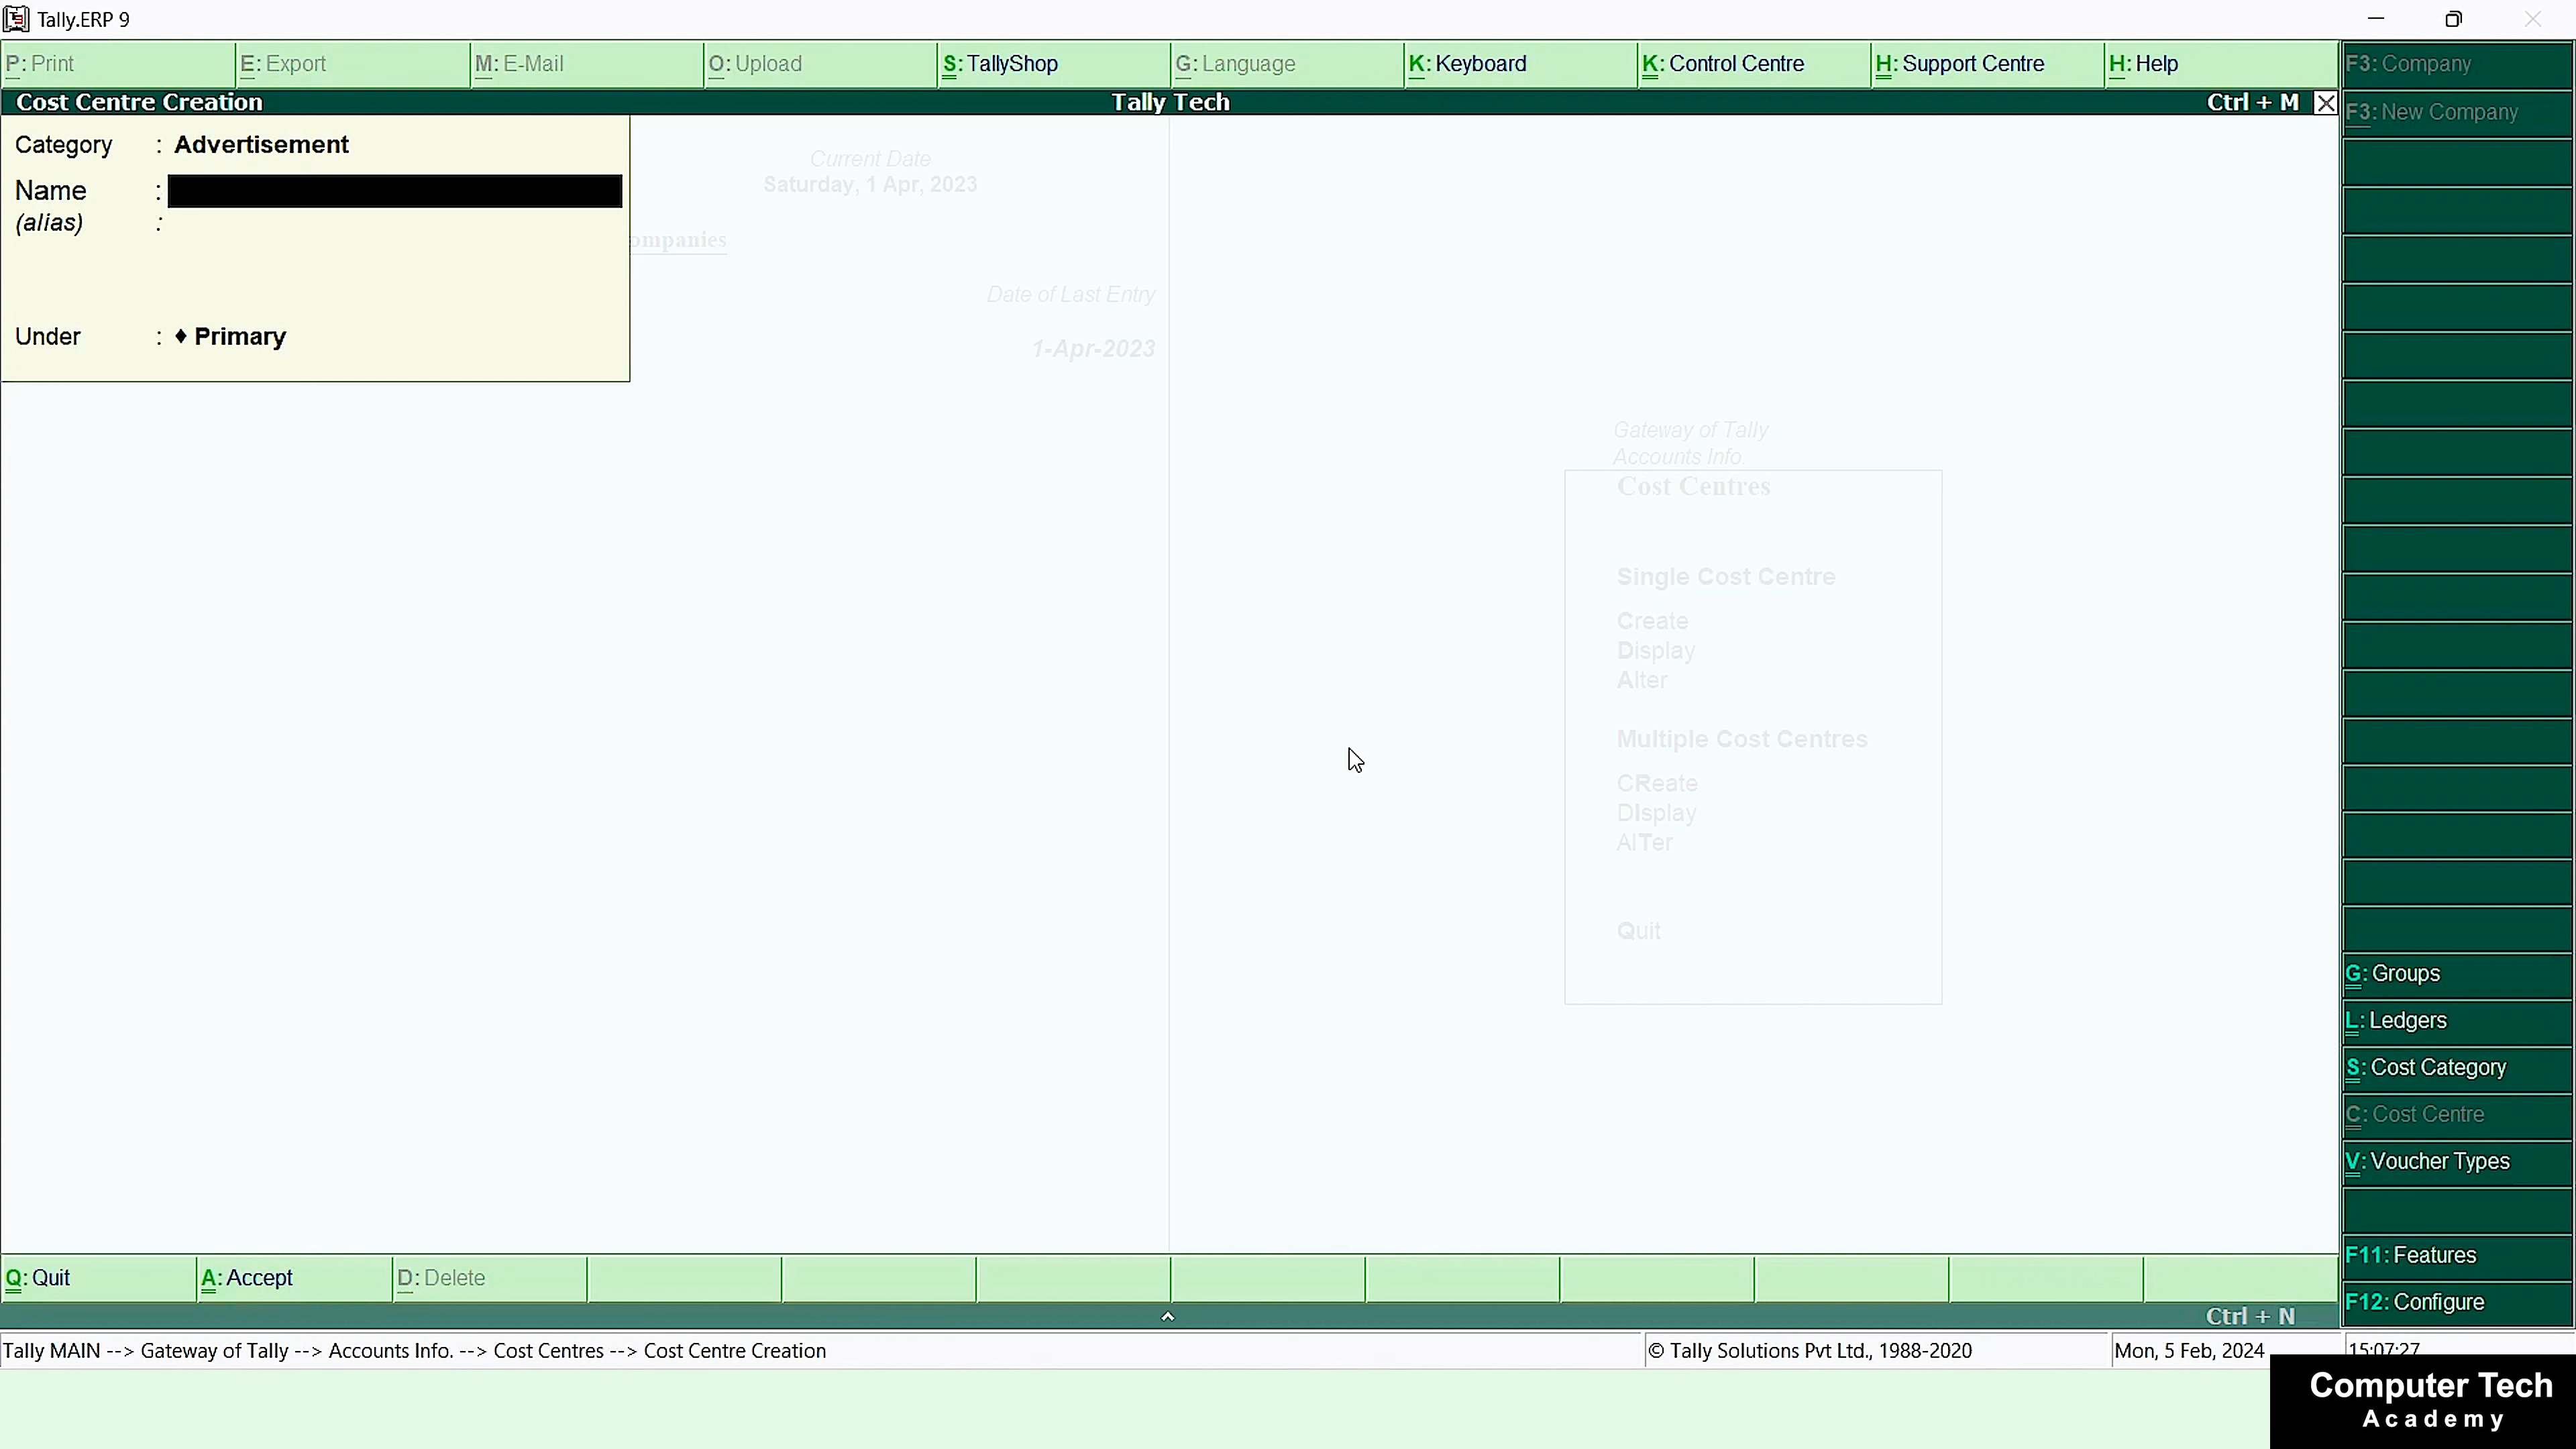 Tally.ERP 9
P: Print
E: Export
M: E-Mail
O: Upload
S: TallyShop
G: Language
K: Keyboard
K: Control Centre
H: Support Centre
H: Help
F3: Company
Cost Centre Creation
Tally Tech
Ctrl + M
F3: New Company
Category : Advertisement
Name :
(alias) :
Under : ♦ Primary
Current Date
Saturday, 1 Apr, 2023
ompanies
Date of Last Entry
1-Apr-2023
Gateway of Tally
Accounts Info.
Cost Centres
Single Cost Centre
Create
Display
Alter
Multiple Cost Centres
CReate
DIsplay
AlTer
Quit
G: Groups
L: Ledgers
S: Cost Category
C: Cost Centre
V: Voucher Types
F11: Features
F12: Configure
Q: Quit
A: Accept
D: Delete
Ctrl + N
Tally MAIN --> Gateway of Tally --> Accounts Info. --> Cost Centres --> Cost Centre Creation
© Tally Solutions Pvt Ltd., 1988-2020
Mon, 5 Feb, 2024
15:07:27
Computer Tech
Academy